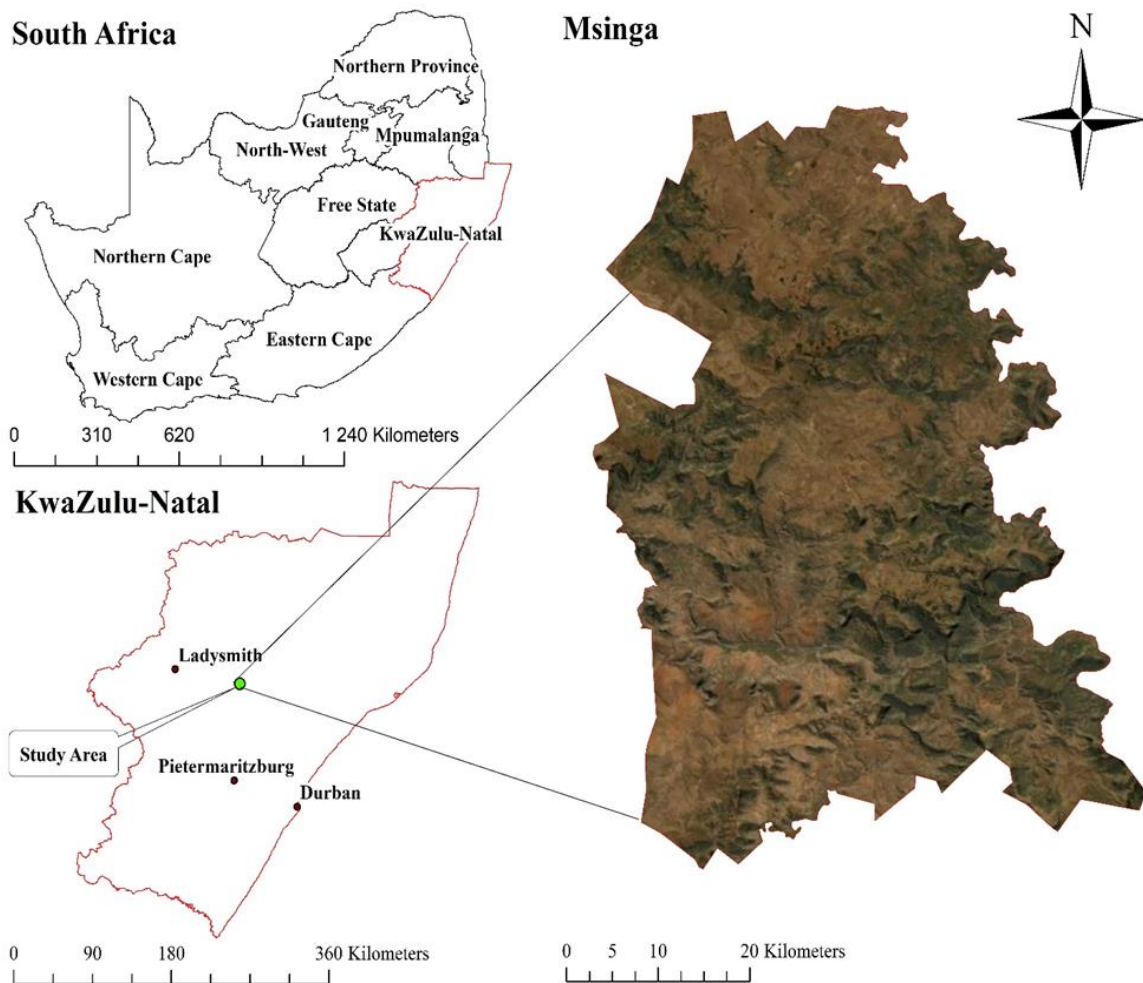 South Africa
Northern Province
Gauteng
Mpumalanga
North-West
Free State
KwaZulu-Natal
Northern Cape
Eastern Cape
Western Cape
0 310 620 1 240 Kilometers
KwaZulu-Natal
Ladysmith
Study Area
Pietermaritzburg
Durban
0 90 180 360 Kilometers
Msinga
N
0 5 10 20 Kilometers